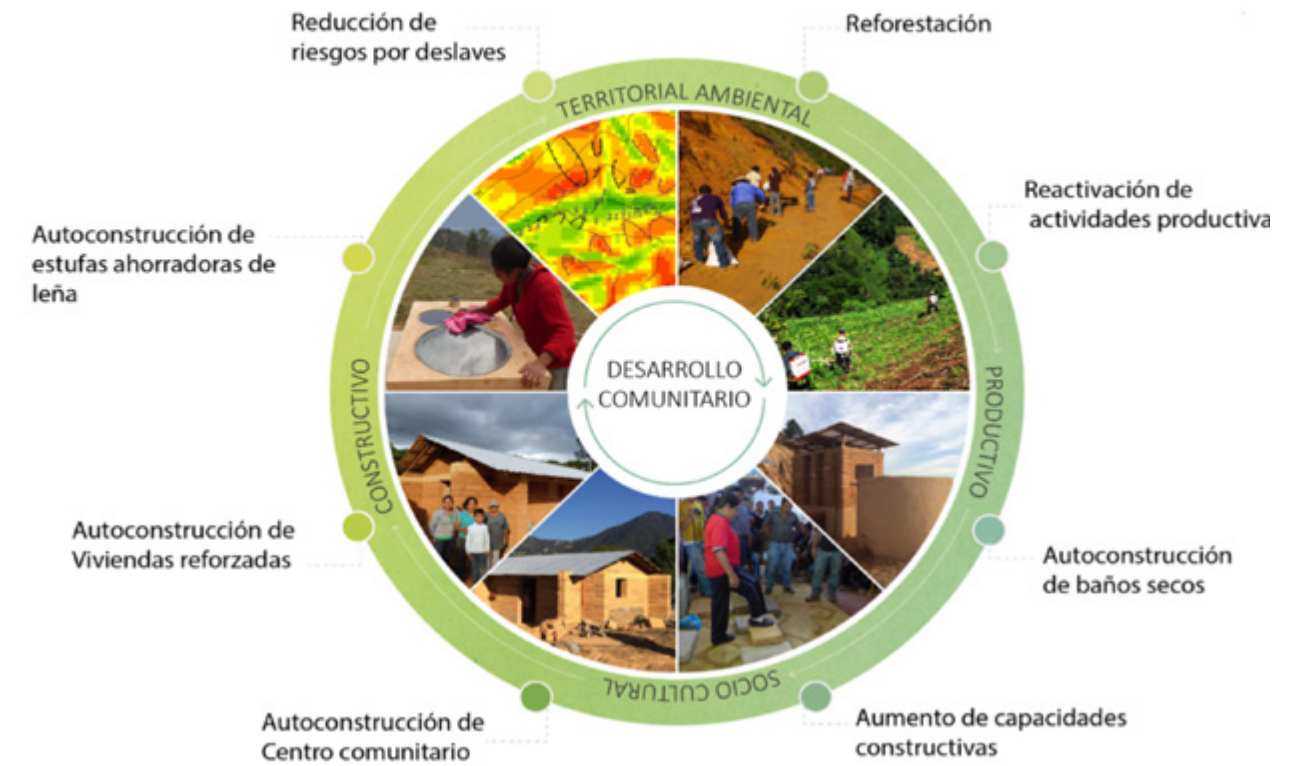 Reducción de
riesgos por deslaves
Reforestación
TERRITORIAL AMBIENTAL
Reactivación de
actividades productiva
Autoconstrucción de
estufas ahorradoras de
leña
DESARROLLO
COMUNITARIO
CONSTRUCTIVO
PRODUCTIVO
Autoconstrucción de
Viviendas reforzadas
Autoconstrucción
de baños secos
SOCIO CULTURAL
Autoconstrucción de
Centro comunitario
Aumento de capacidades
constructivas